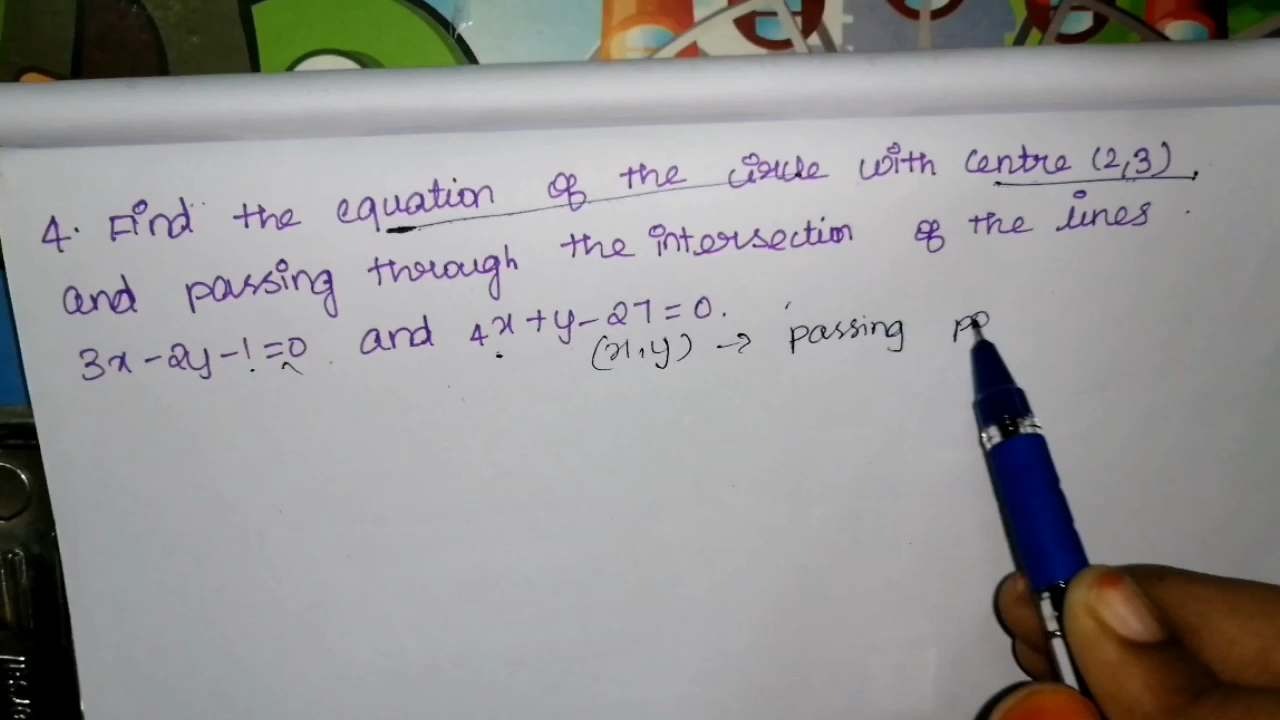 4. Find the equation of the circle with centre (2,3)
and passing through the intersection of the lines
3x-2y-1=0 and 4x+y-27=0.
(x,y) → passing po